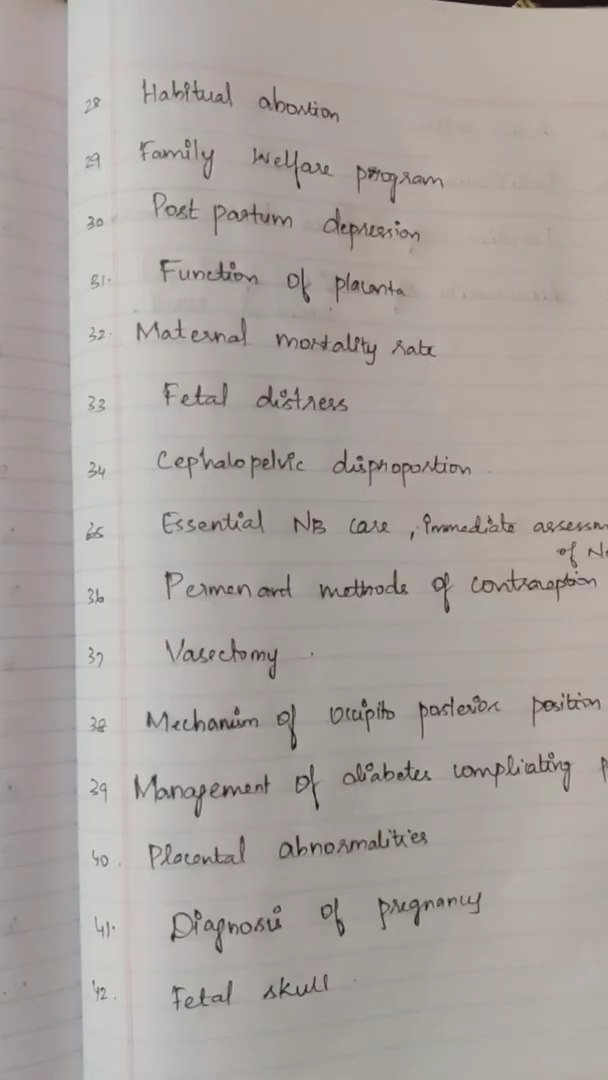 28 Habitual abortion
29 Family Welfare program
30. Post partum depression
31. Function of placenta
32. Maternal mortality rate
33 Fetal distress
34 Cephalopelvic disproportion
35 Essential NB care, immediate assessm
of N
36 Permenant methods of contraception
37 Vasectomy.
38 Mechanism of occipito posterior position
39 Management of diabetes compliating P
40. Placental abnormalities
41. Diagnosis of pregnancy
42. Fetal skull